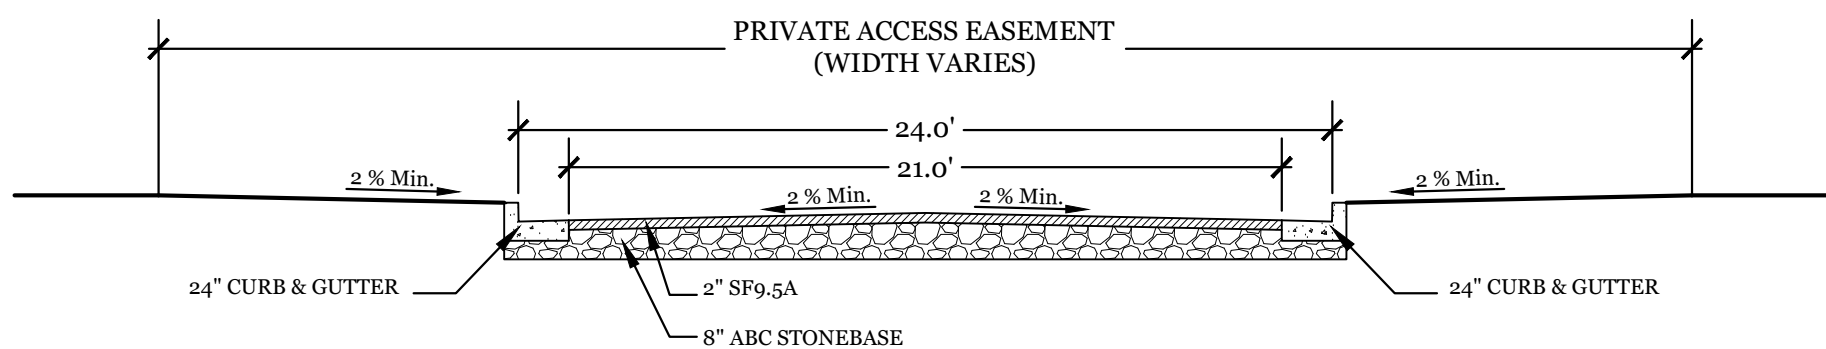 PRIVATE ACCESS EASEMENT
(WIDTH VARIES)
24.0'
21.0'
2 % Min.
2 % Min.
2 % Min.
2 % Min.
24" CURB & GUTTER
2" SF9.5A
24" CURB & GUTTER
8" ABC STONEBASE